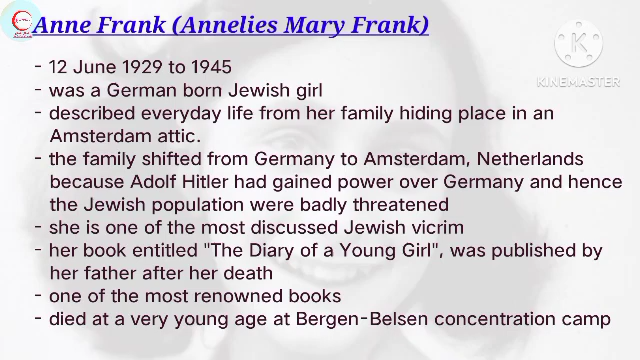 Anne Frank (Annelies Mary Frank)
- 12 June 1929 to 1945
- was a German born Jewish girl
- described everyday life from her family hiding place in an
Amsterdam attic.
- the family shifted from Germany to Amsterdam, Netherlands
because Adolf Hitler had gained power over Germany and hence
the Jewish population were badly threatened
- she is one of the most discussed Jewish vicrim
- her book entitled "The Diary of a Young Girl", was published by
her father after her death
- one of the most renowned books
- died at a very young age at Bergen-Belsen concentration camp
K
KINEMASTER